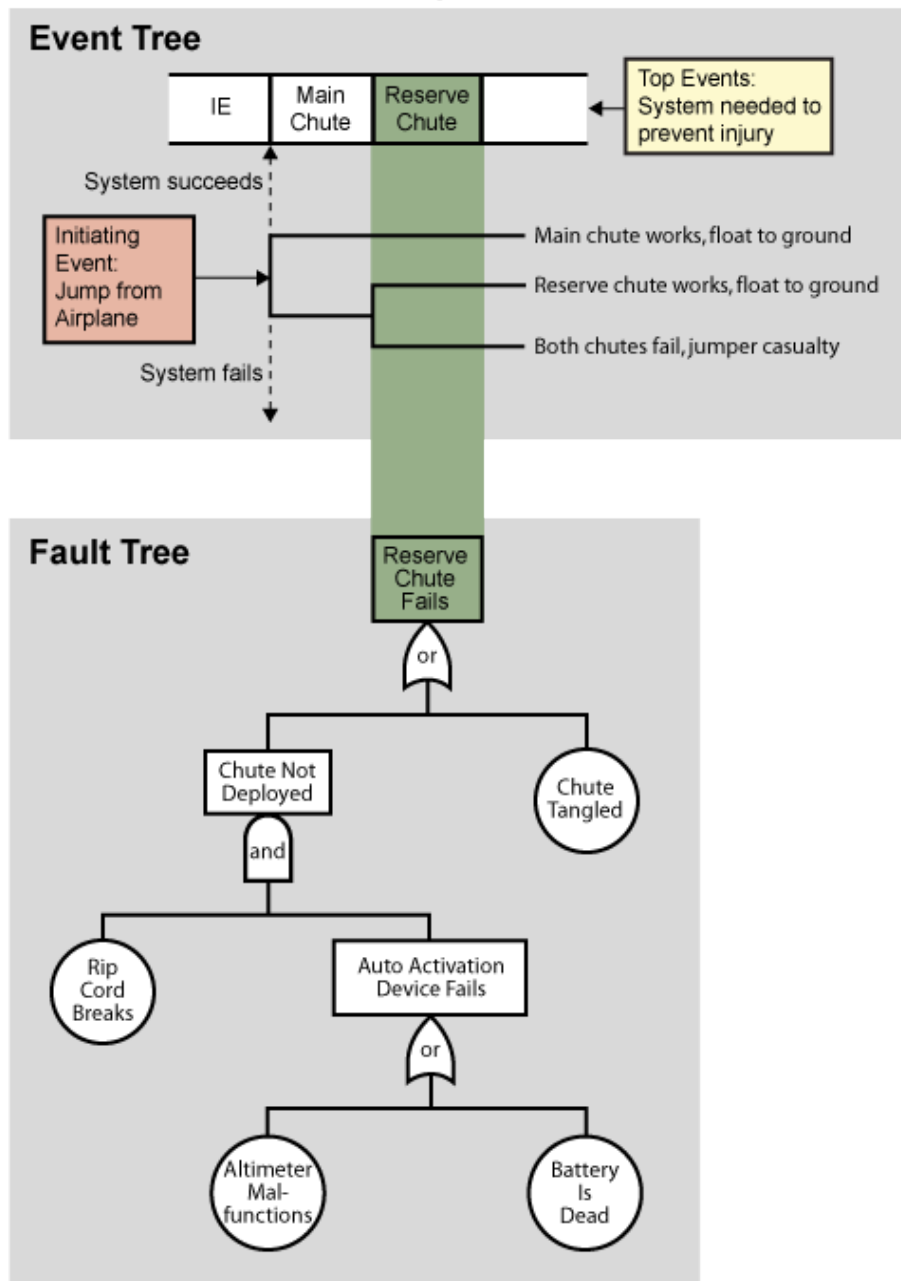 Event Tree
IE
Main
Chute
Reserve
Chute
Top Events:
System needed to
prevent injury
System succeeds
Initiating
Event:
Jump from
Airplane
Main chute works, float to ground
Reserve chute works, float to ground
Both chutes fail, jumper casualty
System fails
Fault Tree
Reserve
Chute
Fails
or
Chute Not
Deployed
Chute
Tangled
and
Rip
Cord
Breaks
Auto Activation
Device Fails
or
Altimeter
Mal-
functions
Battery
Is
Dead